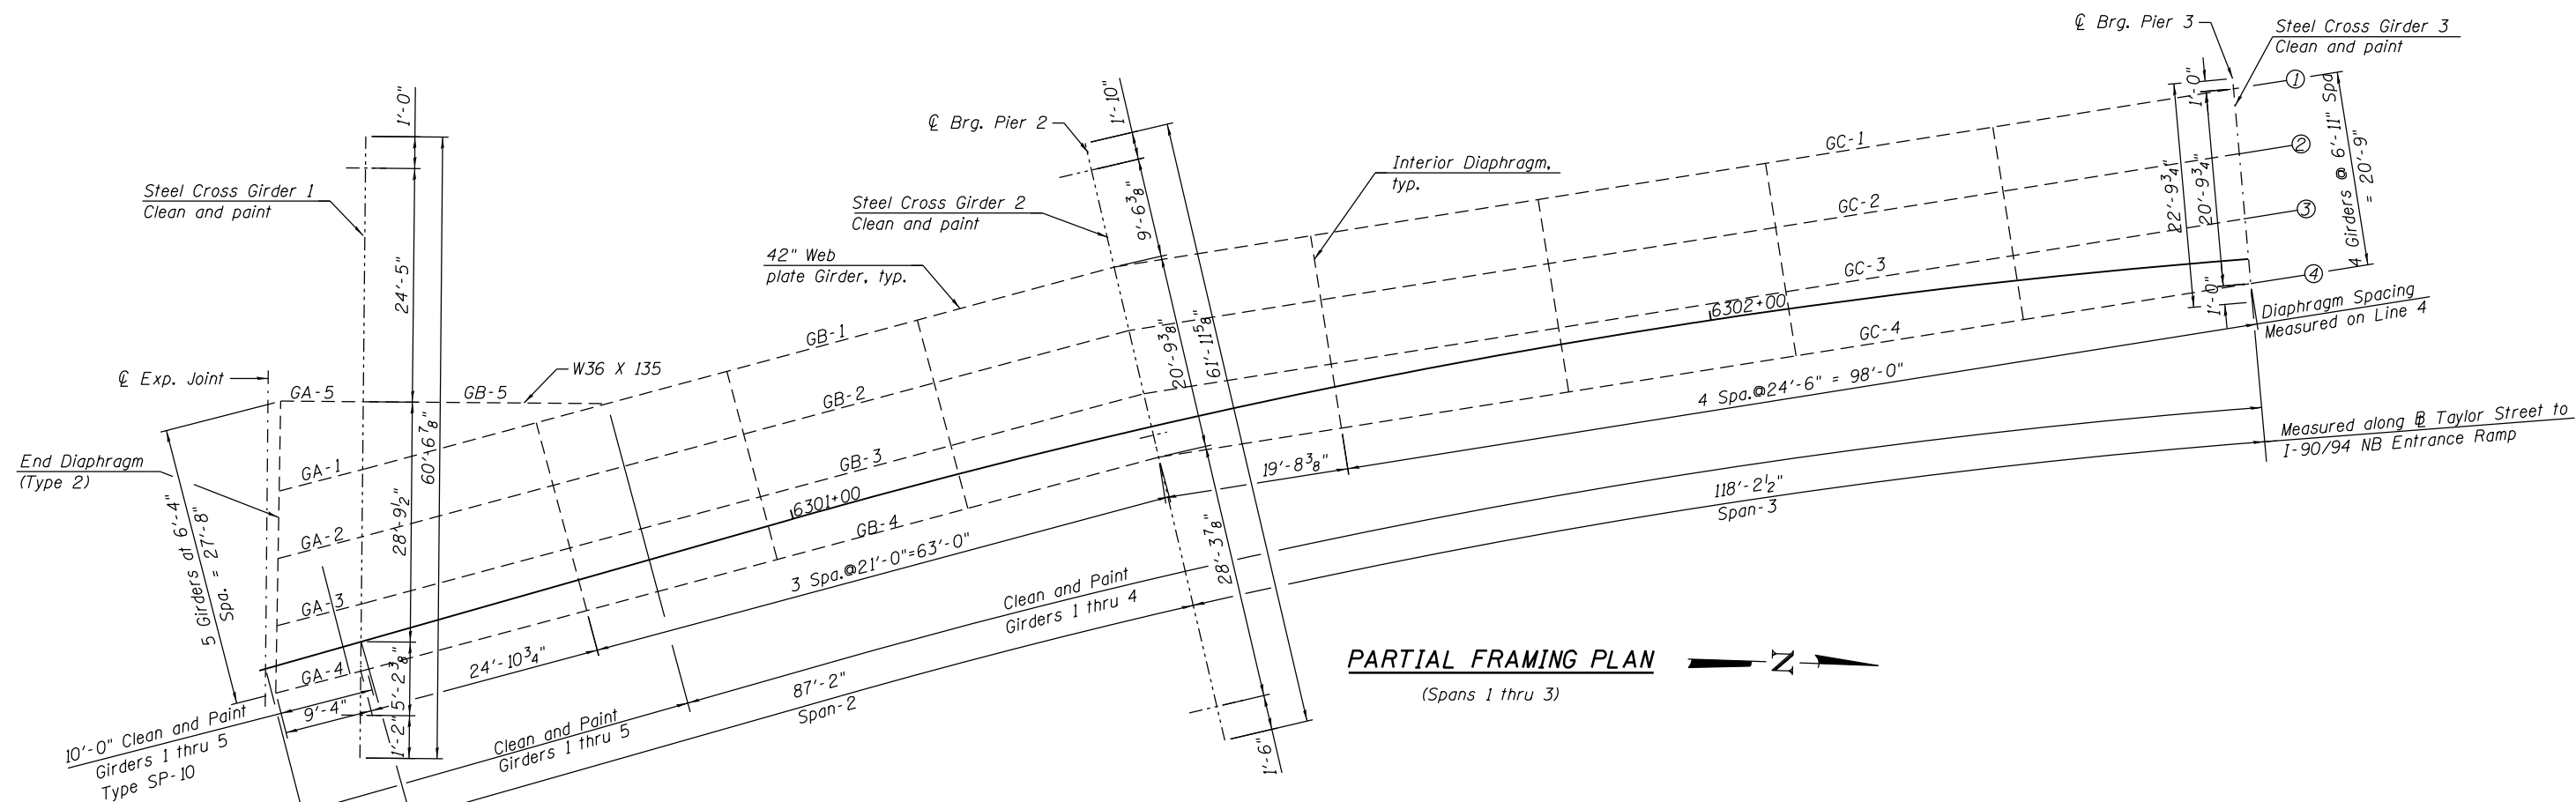 ℄ Brg. Pier 3
Steel Cross Girder 3
Clean and paint
1'-0"
1'-10"
1'-0"
①
4 Girders @ 6'-11" Spa
= 20'-9"
℄ Brg. Pier 2
GC-1
②
Interior Diaphragm,
typ.
22'-9¾"
20'-9¾"
Steel Cross Girder 1
Clean and paint
Steel Cross Girder 2
Clean and paint
9'-6⅜"
GC-2
③
24'-5"
42" Web
plate Girder, typ.
GC-3
④
1'-0"
6302+00
Diaphragm Spacing
Measured on Line 4
GB-1
GC-4
20'-9⅜"
61'-11⅝"
℄ Exp. Joint
W36 X 135
GA-5
GB-5
GB-2
4 Spa.@24'-6" = 98'-0"
Measured along ⅊ Taylor Street to
I-90/94 NB Entrance Ramp
60'-6⅞"
End Diaphragm
(Type 2)
GA-1
GB-3
19'-8⅜"
118'-2½"
Span-3
6301+00
28'-9½"
5 Girders at 6'-4"
Spa. = 27'-8"
GA-2
GB-4
3 Spa.@21'-0"=63'-0"
28'-3⅞"
GA-3
Clean and Paint
Girders 1 thru 4
GA-4
24'-10¾"
5'-2⅜"
PARTIAL FRAMING PLAN
N
(Spans 1 thru 3)
87'-2"
Span-2
9'-4"
1'-2"
10'-0" Clean and Paint
Girders 1 thru 5
Type SP-10
Clean and Paint
Girders 1 thru 5
1'-6"